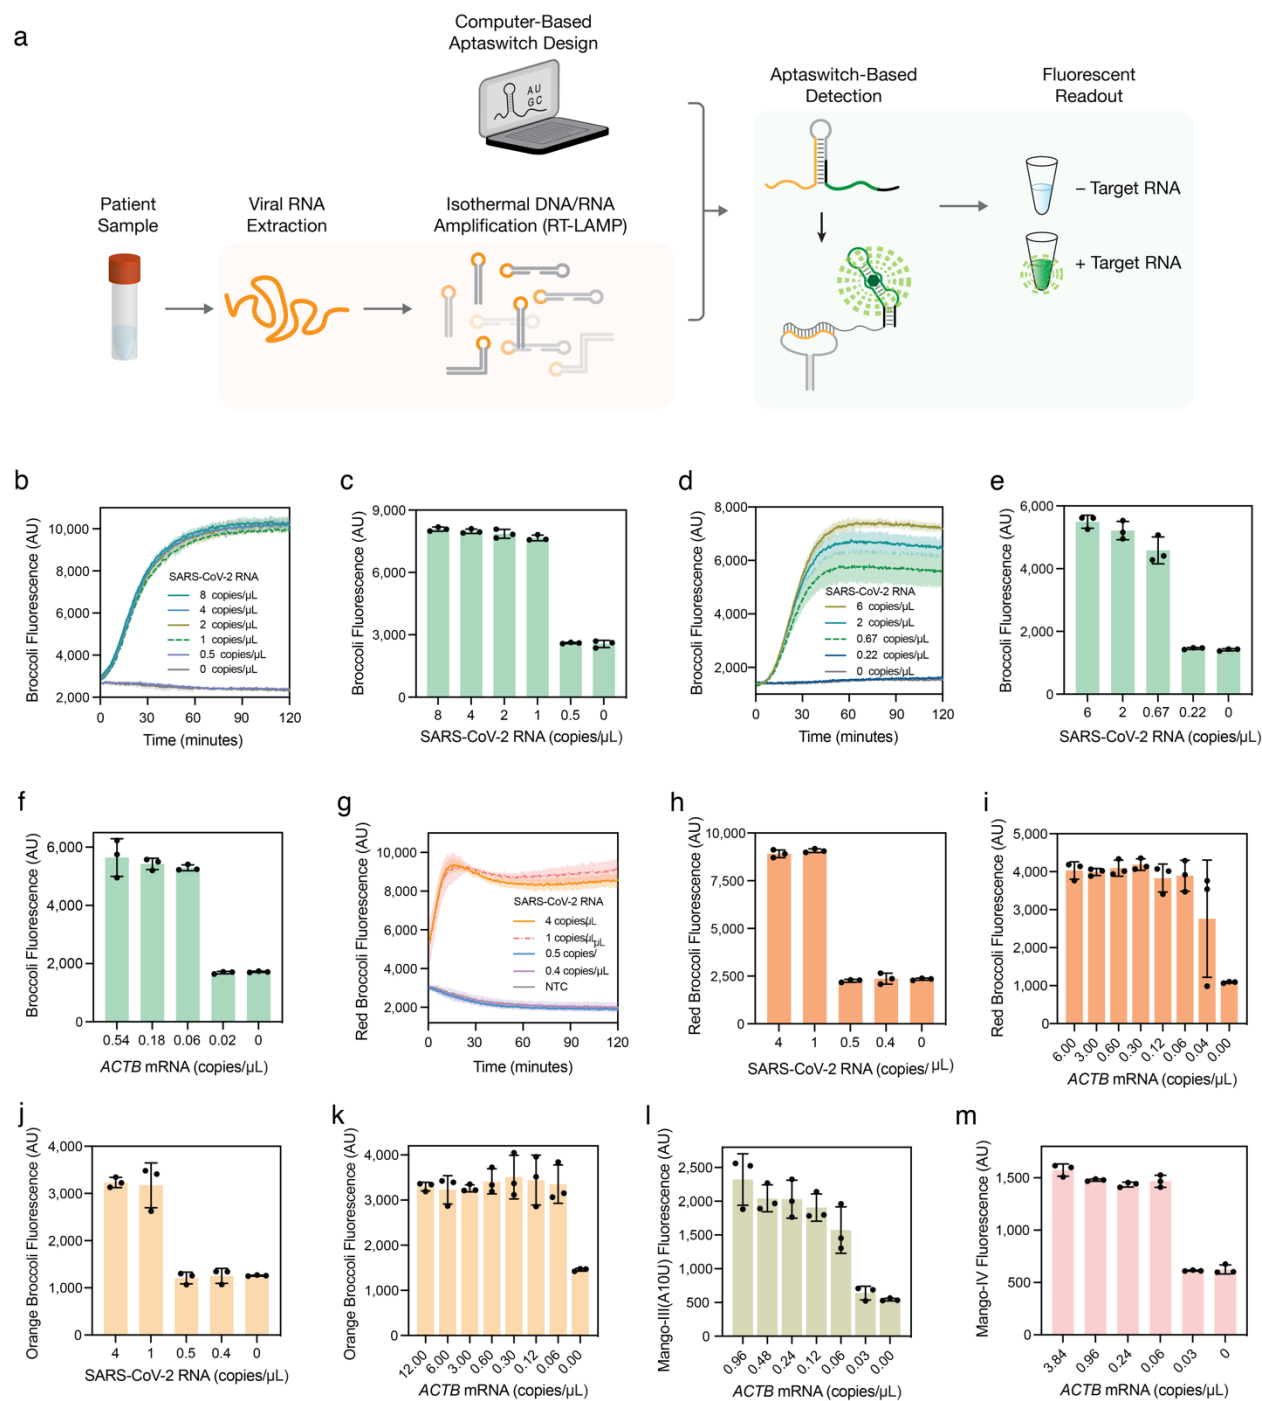 a
Computer-Based
Aptaswitch Design
A U
G C
Aptaswitch-Based
Detection
Fluorescent
Readout
Patient
Sample
Viral RNA
Extraction
Isothermal DNA/RNA
Amplification (RT-LAMP)
– Target RNA
+ Target RNA
b
Broccoli Fluorescence (AU)
10,000
8,000
6,000
4,000
2,000
SARS-CoV-2 RNA
8 copies/µL
4 copies/µL
2 copies/µL
1 copies/µL
0.5 copies/µL
0 copies/µL
0 30 60 90 120
Time (minutes)
c
Broccoli Fluorescence (AU)
9,000
6,000
3,000
0
8 4 2 1 0.5 0
SARS-CoV-2 RNA (copies/µL)
d
Broccoli Fluorescence (AU)
8,000
6,000
4,000
2,000
SARS-CoV-2 RNA
6 copies/µL
2 copies/µL
0.67 copies/µL
0.22 copies/µL
0 copies/µL
0 30 60 90 120
Time (minutes)
e
Broccoli Fluorescence (AU)
6,000
4,000
2,000
0
6 2 0.67 0.22 0
SARS-CoV-2 RNA (copies/µL)
f
Broccoli Fluorescence (AU)
6,000
4,000
2,000
0
0.54 0.18 0.06 0.02 0
ACTB mRNA (copies/µL)
g
Red Broccoli Fluorescence (AU)
10,000
8,000
6,000
4,000
2,000
SARS-CoV-2 RNA
4 copies/µL
1 copies/µL
µL
0.5 copies/
0.4 copies/µL
NTC
0 30 60 90 120
Time (minutes)
h
Red Broccoli Fluorescence (AU)
10,000
7,500
5,000
2,500
0
4 1 0.5 0.4 0
SARS-CoV-2 RNA (copies/ µL)
i
Red Broccoli Fluorescence (AU)
5,000
4,000
3,000
2,000
1,000
0
6.00 3.00 0.60 0.30 0.12 0.06 0.04 0.00
ACTB mRNA (copies/µL)
j
Orange Broccoli Fluorescence (AU)
4,000
3,000
2,000
1,000
0
4 1 0.5 0.4 0
SARS-CoV-2 RNA (copies/µL)
k
Orange Broccoli Fluorescence (AU)
4,000
3,000
2,000
1,000
0
12.00 6.00 3.00 0.60 0.30 0.12 0.06 0.00
ACTB mRNA (copies/µL)
l
Mango-III(A10U) Fluorescence (AU)
2,500
2,000
1,500
1,000
500
0
0.96 0.48 0.24 0.12 0.06 0.03 0.00
ACTB mRNA (copies/µL)
m
Mango-IV Fluorescence (AU)
1,500
1,000
500
0
3.84 0.96 0.24 0.06 0.03 0
ACTB mRNA (copies/µL)